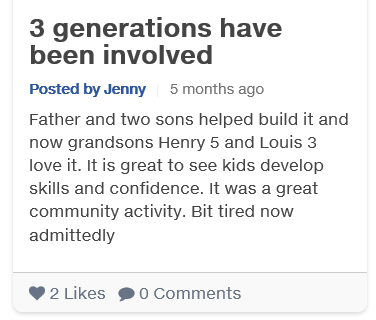 3 generations have
been involved
Posted by Jenny 5 months ago
Father and two sons helped build it and
now grandsons Henry 5 and Louis 3
love it. It is great to see kids develop
skills and confidence. It was a great
community activity. Bit tired now
admittedly
2 Likes 0 Comments